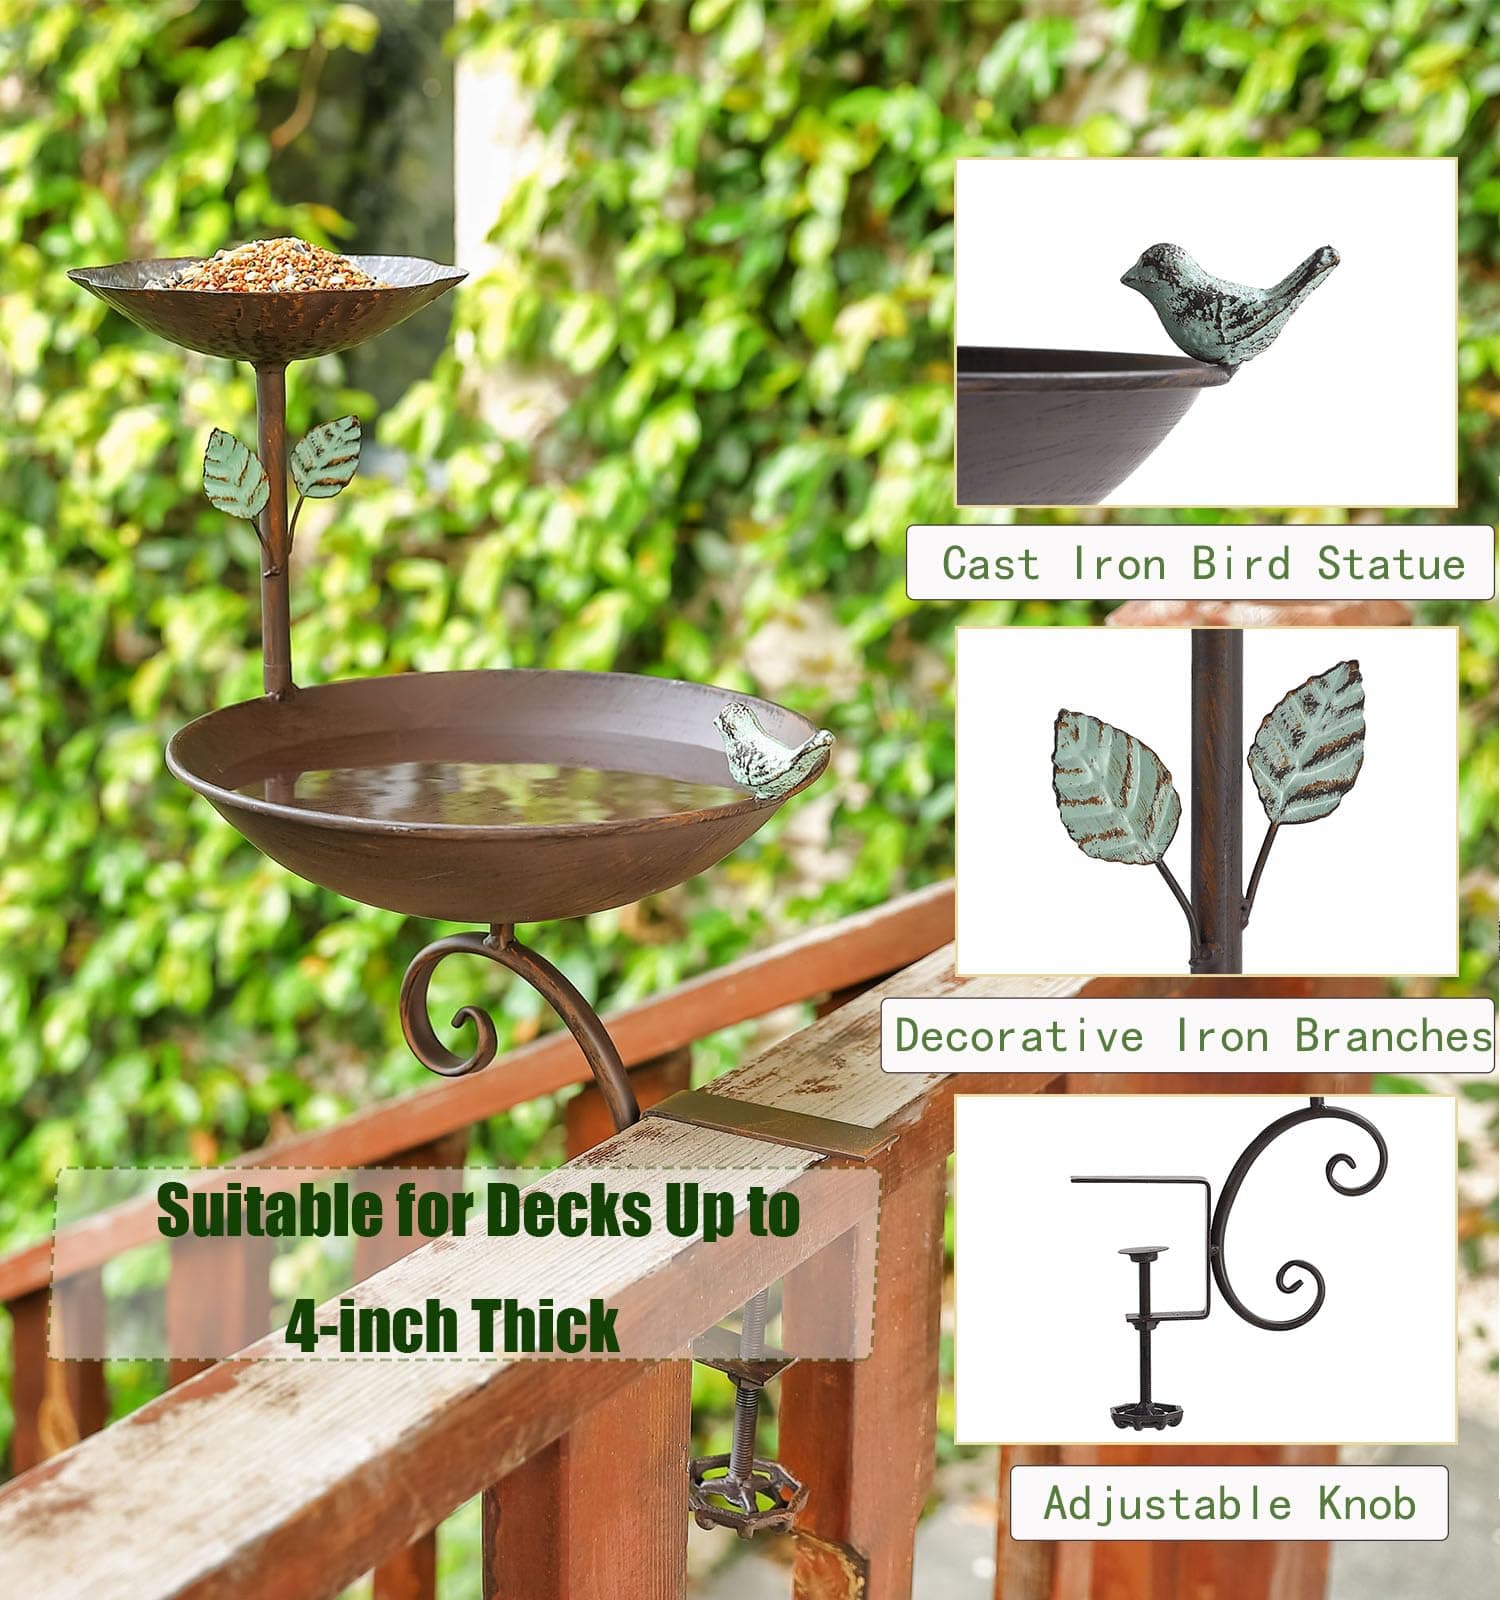 Cast Iron Bird Statue
Decorative Iron Branches
Suitable for Decks Up to
4-inch Thick
Adjustable Knob